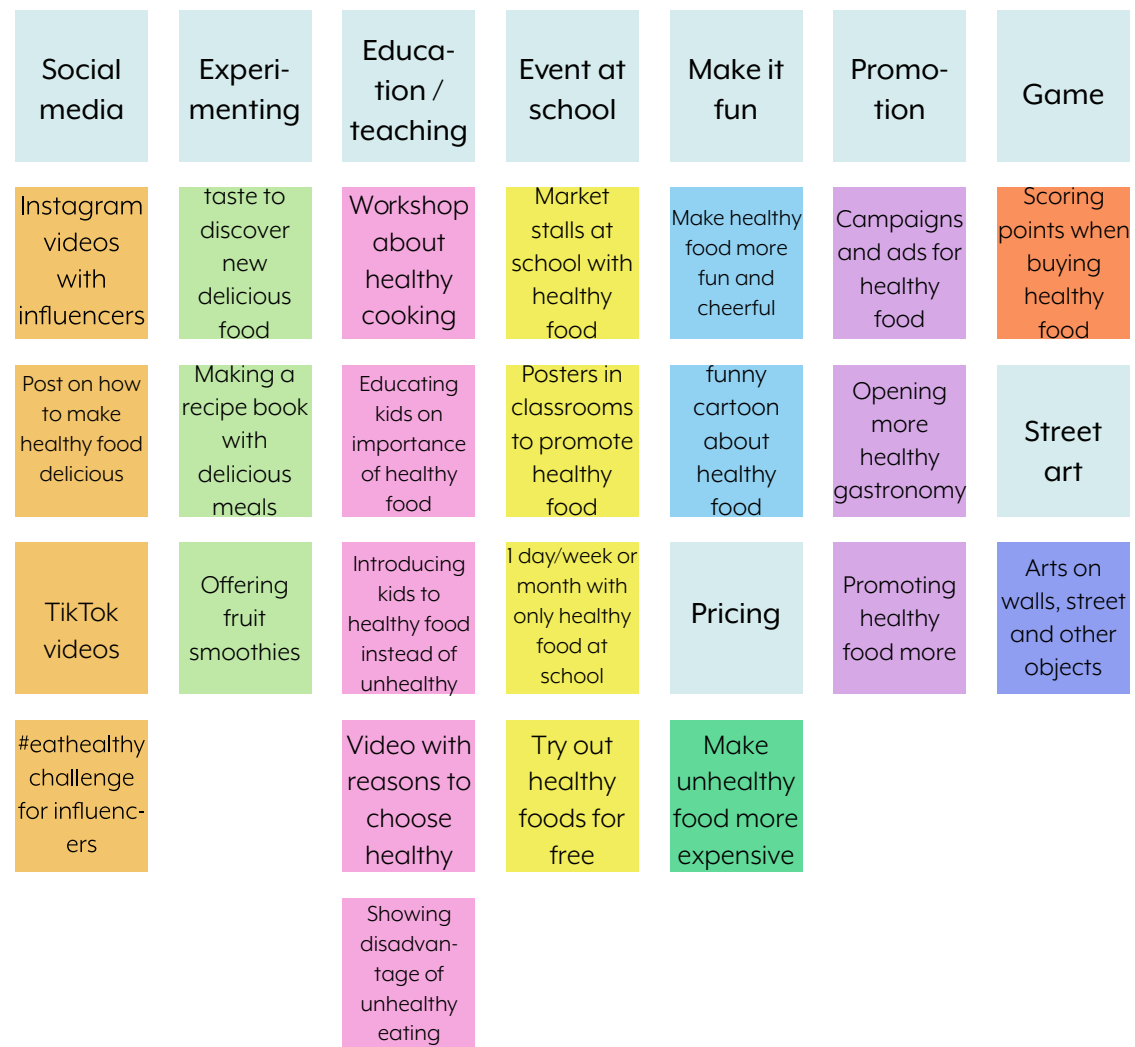 Social
media
Experi-
menting
Educa-
tion /
teaching
Event at
school
Make it
fun
Promo-
tion
Game
Instagram
videos
with
influencers
taste to
discover
new
delicious
food
Workshop
about
healthy
cooking
Market
stalls at
school with
healthy
food
Make healthy
food more
fun and
cheerful
Campaigns
and ads for
healthy
food
Scoring
points when
buying
healthy
food
Post on how
to make
healthy food
delicious
Making a
recipe book
with
delicious
meals
Educating
kids on
importance
of healthy
food
Posters in
classrooms
to promote
healthy
food
funny
cartoon
about
healthy
food
Opening
more
healthy
gastronomy
Street
art
TikTok
videos
Offering
fruit
smoothies
Introducing
kids to
healthy food
instead of
unhealthy
1 day/week or
month with
only healthy
food at
school
Pricing
Promoting
healthy
food more
Arts on
walls, street
and other
objects
#eathealthy
challenge
for influenc-
ers
Video with
reasons to
choose
healthy
Try out
healthy
foods for
free
Make
unhealthy
food more
expensive
Showing
disadvan-
tage of
unhealthy
eating